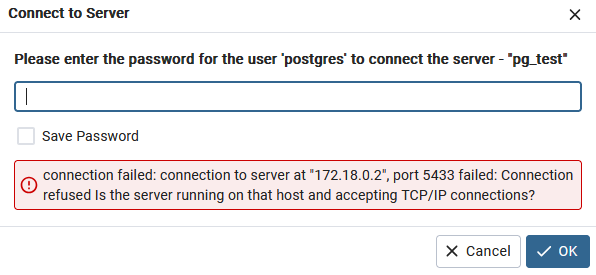 Connect to Server
Please enter the password for the user 'postgres' to connect the server - "pg_test"
Save Password
connection failed: connection to server at "172.18.0.2", port 5433 failed: Connection
refused Is the server running on that host and accepting TCP/IP connections?
Cancel
OK